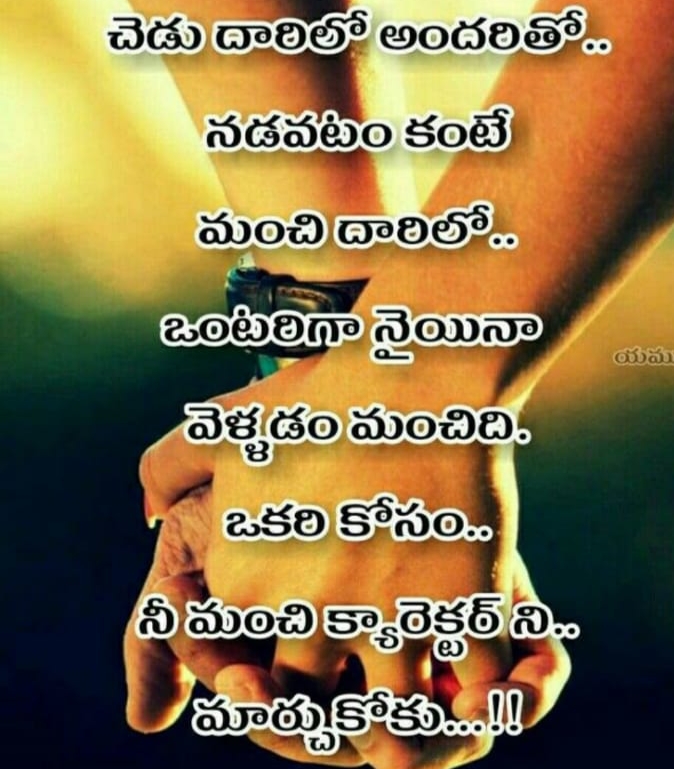 చెడు దారిలో అందరితో..
నడవటం కంటే
మంచి దారిలో..
ఒంటరిగా నైయినా
వెళ్ళడం మంచిది.
ఒకరి కోసం..
నీ మంచి క్యారెక్టర్ ని..
మార్చుకోకు...!!